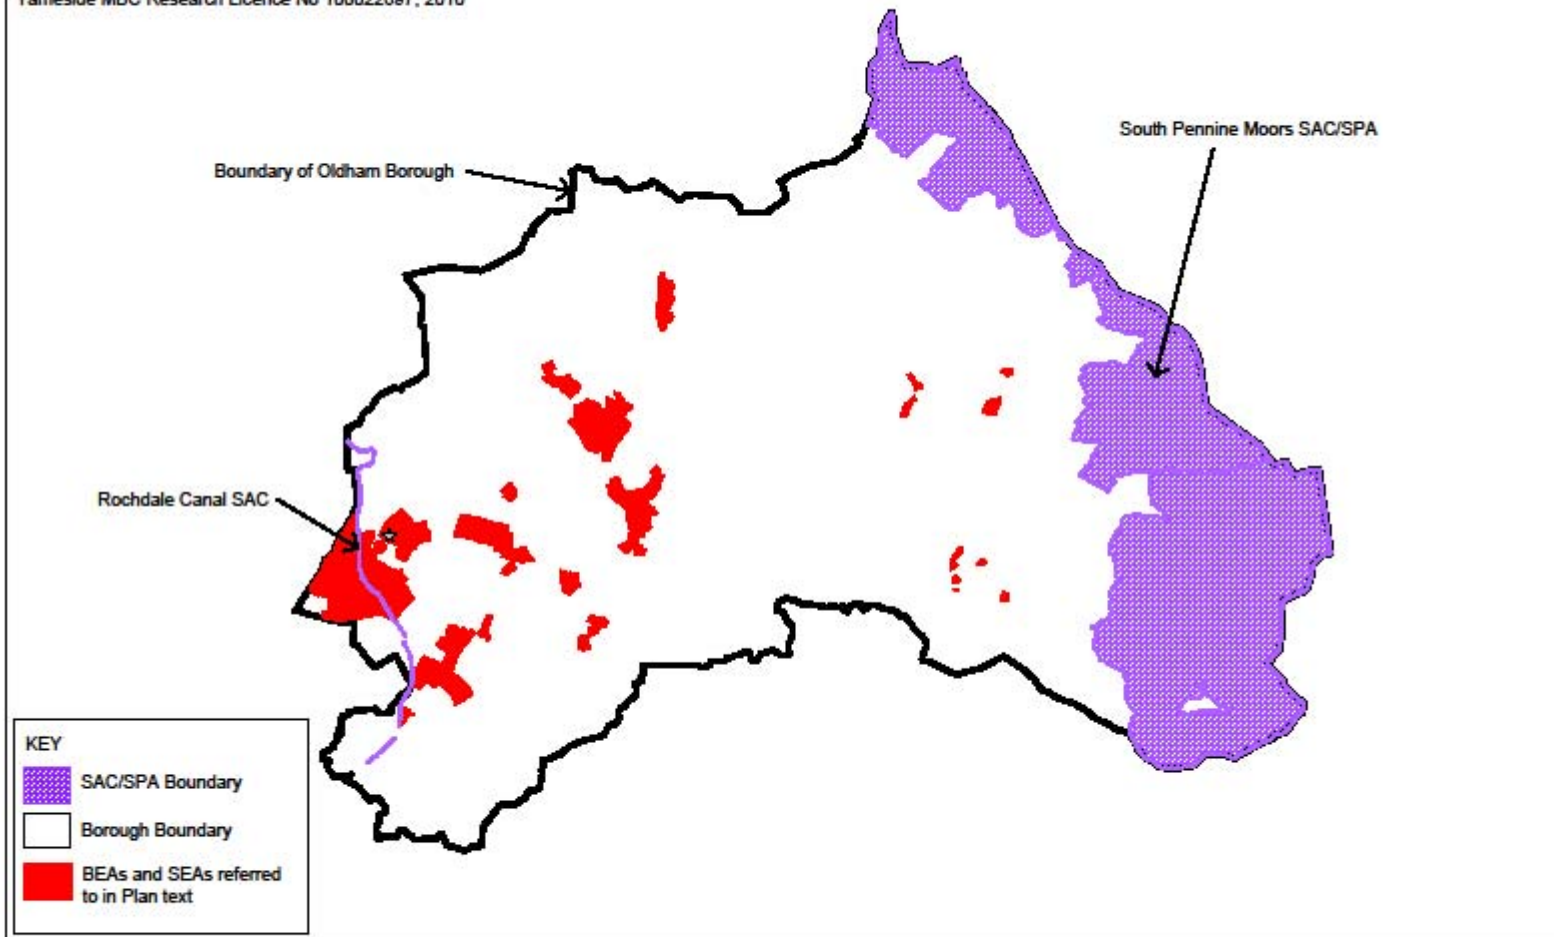 South Pennine Moors SAC/SPA
Boundary of Oldham Borough
Rochdale Canal SAC
KEY
SAC/SPA Boundary
Borough Boundary
BEAs and SEAs referred
to in Plan text